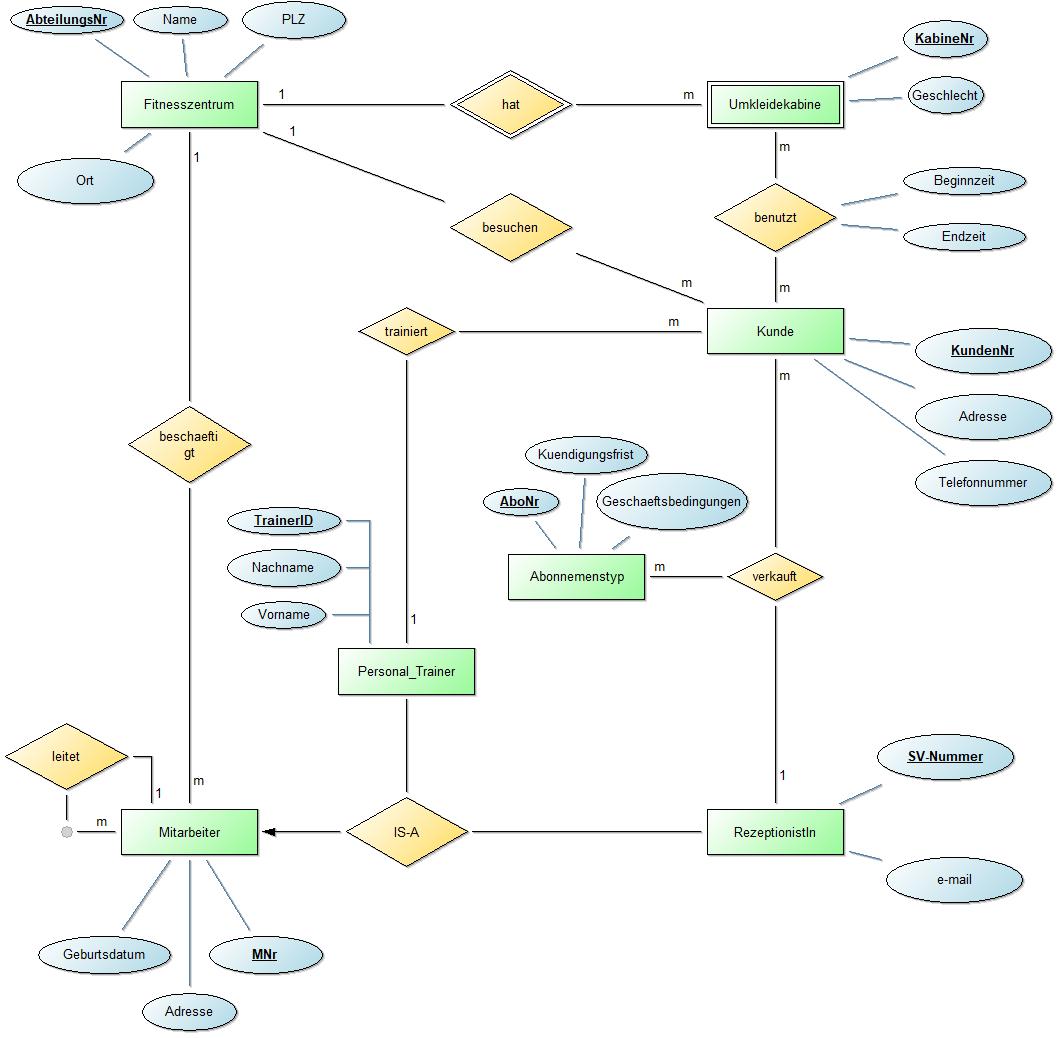 AbteilungsNr
Name
PLZ
KabineNr
Fitnesszentrum
1
hat
m
Umkleidekabine
Geschlecht
1
1
m
Ort
Beginnzeit
besuchen
benutzt
Endzeit
m
m
trainiert
m
Kunde
KundenNr
m
Adresse
beschaefti
gt
Kuendigungsfrist
Telefonnummer
AboNr
Geschaeftsbedingungen
TrainerID
Nachname
m
Abonnemenstyp
verkauft
Vorname
1
Personal_Trainer
leitet
SV-Nummer
1
m
1
m
Mitarbeiter
IS-A
RezeptionistIn
e-mail
Geburtsdatum
MNr
Adresse